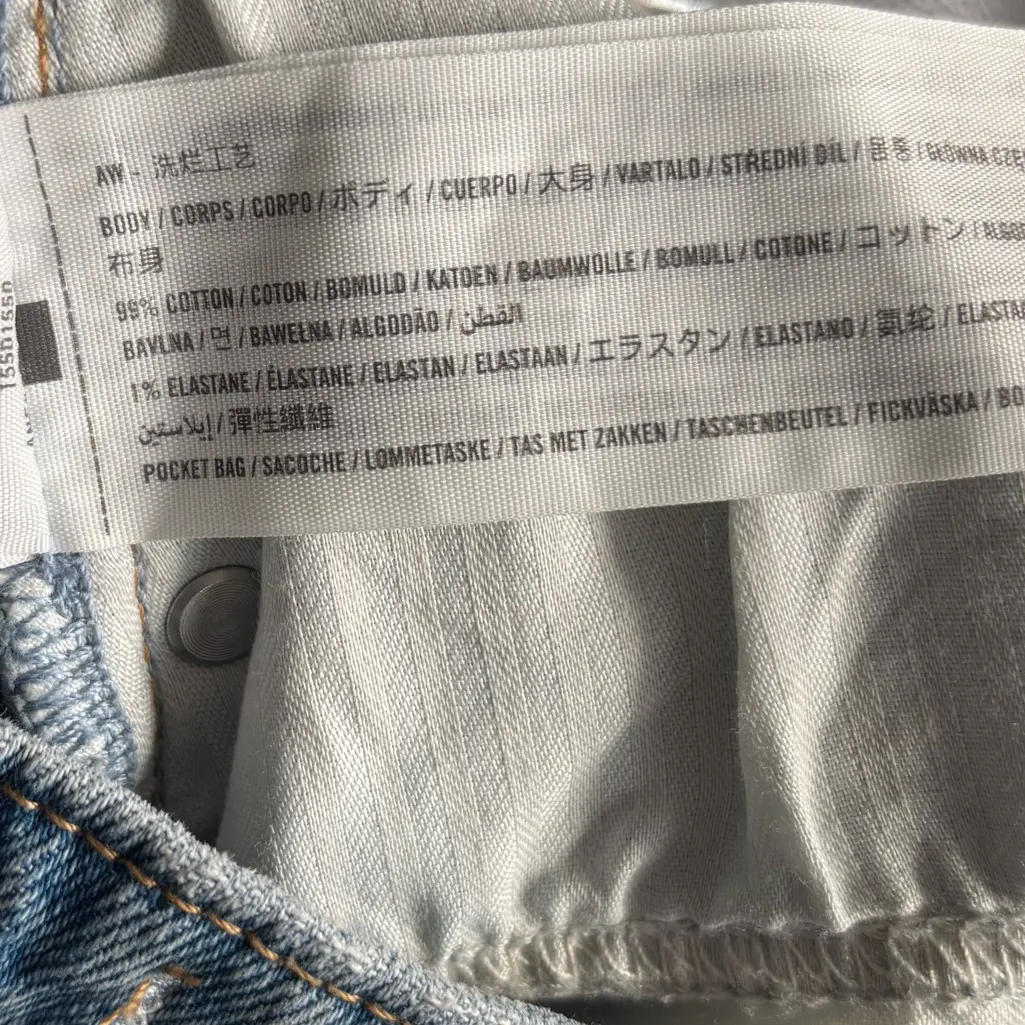 AW - 洗烂工艺
BODY / CORPS / CORPO / ボディ / CUERPO / 大身 / VARTALO / STŘEDNÍ DÍL / 몸통 / GŁÓWNA
布身
99% COTTON / COTON / BOMULD / KATOEN / BAUMWOLLE / BOMULL / COTONE / コットン /
BAVLNA / 면 / BAWEŁNA / ALGODÃO / القطن
1% ELASTANE / ÉLASTANE / ELASTAN / ELASTAAN / エラスタン / ELASTANO / 氨纶 /
إيلاستين / 彈性纖維
POCKET BAG / SACOCHE / LOMMETASKE / TAS MET ZAKKEN / TASCHENBEUTEL / FICKVÄSKA /